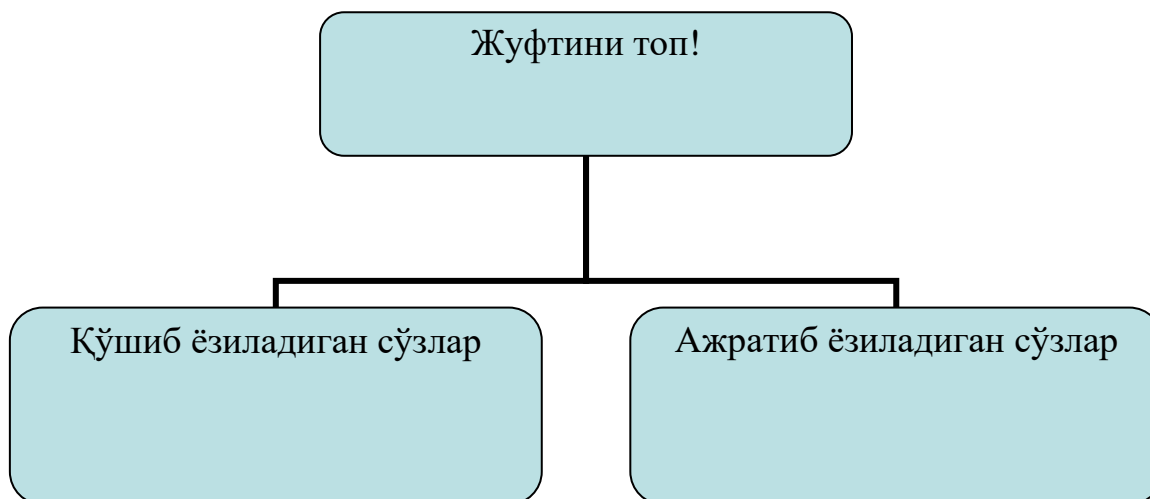 Жуфтини топ!
Қўшиб ёзиладиган сўзлар
Ажратиб ёзиладиган сўзлар